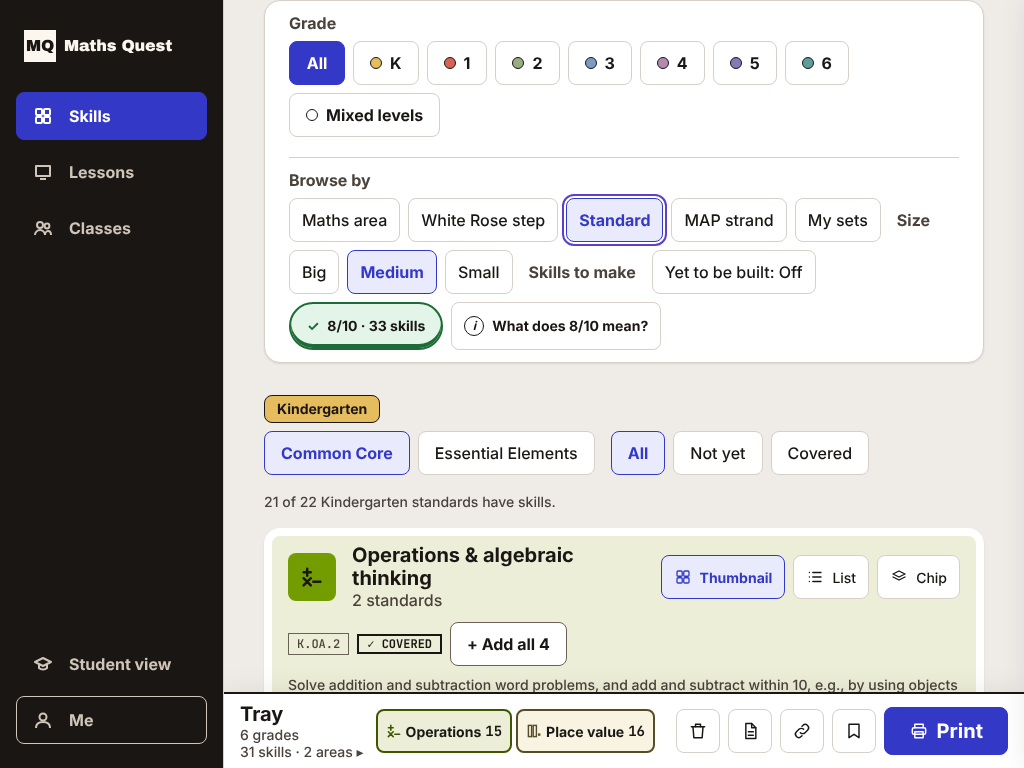 MQ Maths Quest
Skills
Lessons
Classes
Student view
Me
Grade
All K 1 2 3 4 5 6
Mixed levels
Browse by
Maths area White Rose step Standard MAP strand My sets Size
Big Medium Small Skills to make Yet to be built: Off
✓ 8/10 · 33 skills i What does 8/10 mean?
Kindergarten
Common Core Essential Elements All Not yet Covered
21 of 22 Kindergarten standards have skills.
Operations & algebraic
thinking
2 standards
Thumbnail List Chip
K.OA.2 ✓ COVERED + Add all 4
Solve addition and subtraction word problems, and add and subtract within 10, e.g., by using objects
Tray
6 grades
31 skills · 2 areas ▸
Operations 15 Place value 16
Print